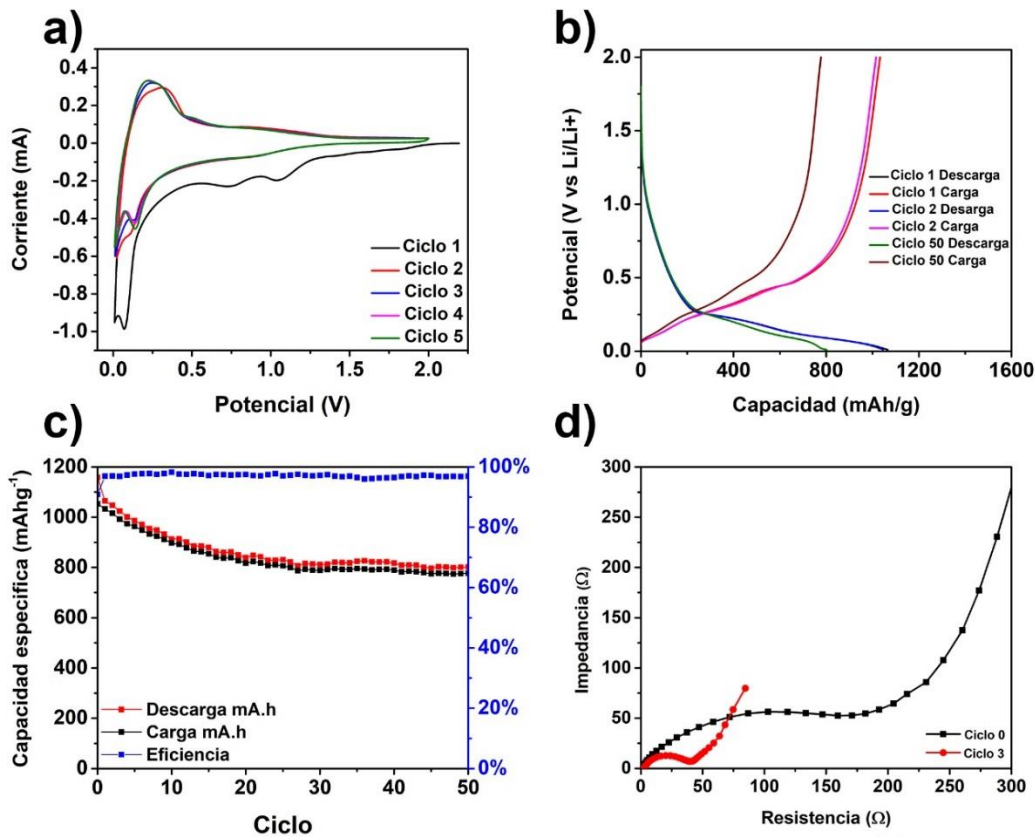 a)
0.4
0.2
0.0
-0.2
-0.4
-0.6
-0.8
-1.0
Corriente (mA)
Ciclo 1
Ciclo 2
Ciclo 3
Ciclo 4
Ciclo 5
0.0 0.5 1.0 1.5 2.0
Potencial (V)
b)
2.0
1.5
1.0
0.5
0.0
Potential (V vs Li/Li+)
Ciclo 1 Descarga
Ciclo 1 Carga
Ciclo 2 Desarga
Ciclo 2 Carga
Ciclo 50 Descarga
Ciclo 50 Carga
0 400 800 1200 1600
Capacidad (mAh/g)
c)
1200
1000
800
600
400
200
0
Capacidad especifica (mAhg-1)
Descarga mA.h
Carga mA.h
Eficiencia
100%
80%
60%
40%
20%
0%
0 10 20 30 40 50
Ciclo
d)
300
250
200
150
100
50
0
Impedancia (Ω)
Ciclo 0
Ciclo 3
0 50 100 150 200 250 300
Resistencia (Ω)